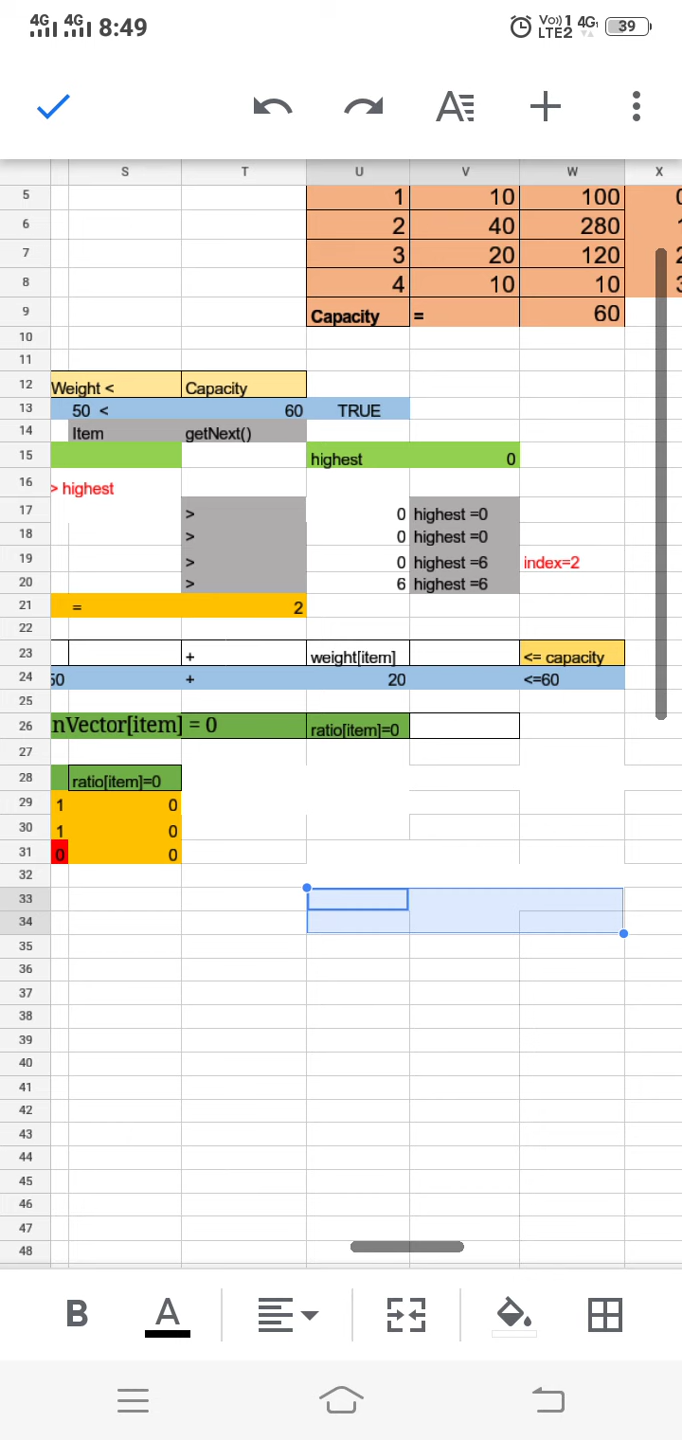 4G 4G 8:49 Vo)) 1 LTE2 4G 39
A
S T U V W X
5 1 10 100
6 2 40 280
7 3 20 120
8 4 10 10
9 Capacity = 60
10
11
12 Weight < Capacity
13 50 < 60 TRUE
14 Item getNext()
15 highest 0
16 > highest
17 > 0 highest =0
18 > 0 highest =0
19 > 0 highest =6 index=2
20 > 6 highest =6
21 = 2
22
23 + weight[item] <= capacity
24 50 + 20 <=60
25
26 nVector[item] = 0 ratio[item]=0
27
28 ratio[item]=0
29 1 0
30 1 0
31 0 0
32
33
34
35
36
37
38
39
40
41
42
43
44
45
46
47
48
B A